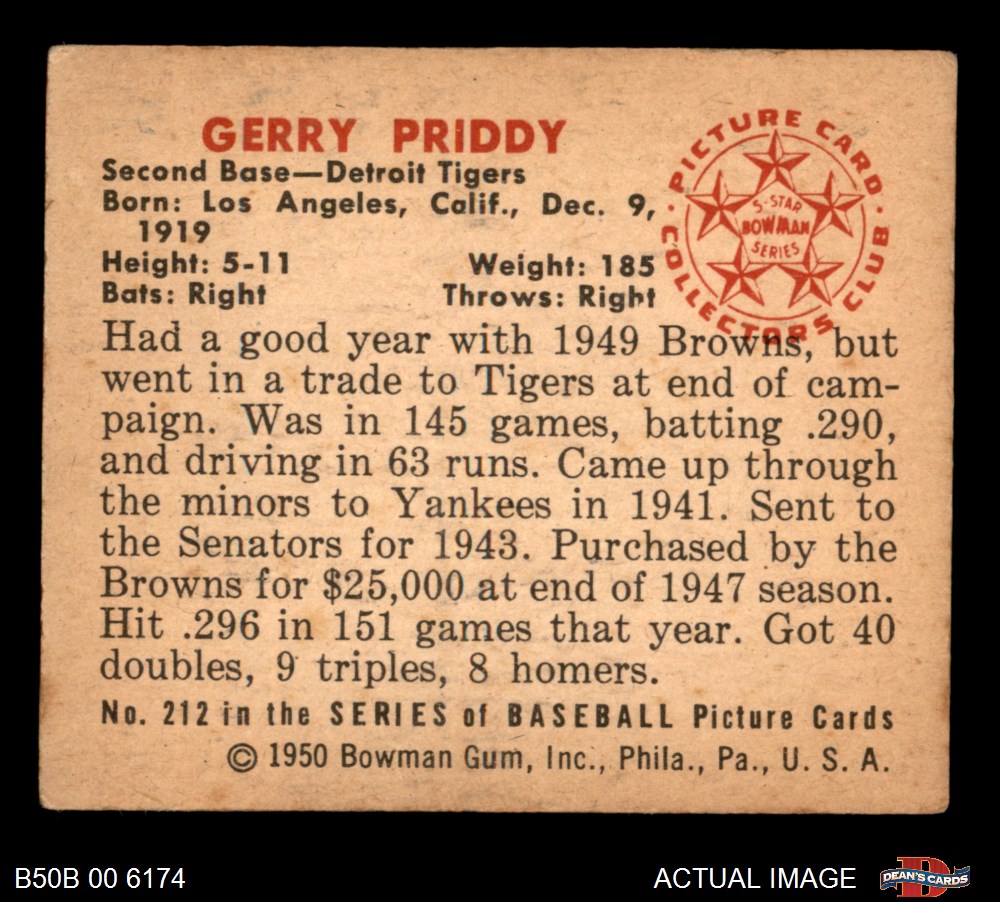 GERRY PRIDDY
Second Base—Detroit Tigers
Born: Los Angeles, Calif., Dec. 9,
1919
Height: 5-11 Weight: 185
Bats: Right Throws: Right
PICTURE CARD
COLLECTORS CLUB
5-STAR
BOWMAN
SERIES
Had a good year with 1949 Browns, but
went in a trade to Tigers at end of cam-
paign. Was in 145 games, batting .290,
and driving in 63 runs. Came up through
the minors to Yankees in 1941. Sent to
the Senators for 1943. Purchased by the
Browns for $25,000 at end of 1947 season.
Hit .296 in 151 games that year. Got 40
doubles, 9 triples, 8 homers.
No. 212 in the SERIES of BASEBALL Picture Cards
© 1950 Bowman Gum, Inc., Phila., Pa., U. S. A.
B50B 00 6174
ACTUAL IMAGE
D
DEAN'S CARDS